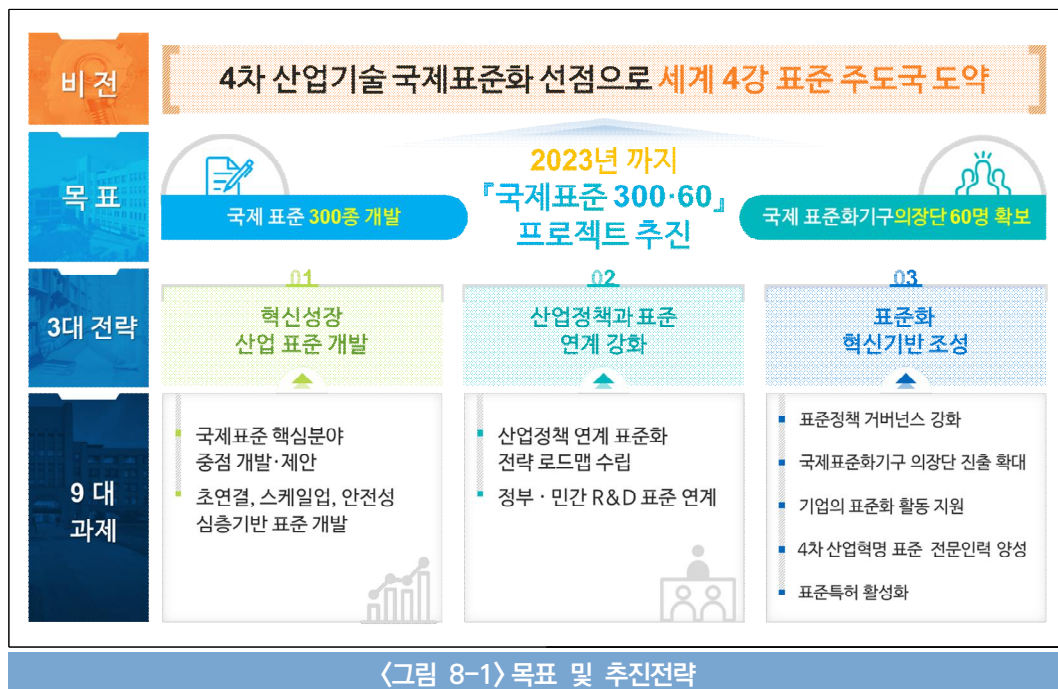 비 전
4차 산업기술 국제표준화 선점으로 세계 4강 표준 주도국 도약
목 표
국제 표준 300종 개발
2023년 까지
『국제표준 300·60』
프로젝트 추진
국제 표준화기구의장단 60명 확보
3대 전략
01
혁신성장
산업 표준 개발
02
산업정책과 표준
연계 강화
03
표준화
혁신기반 조성
9 대
과제
국제표준 핵심분야
중점 개발·제안
초연결, 스케일업, 안전성
심층기반 표준 개발
산업정책 연계 표준화
전략 로드맵 수립
정부 · 민간 R&D 표준 연계
표준정책 거버넌스 강화
국제표준화기구 의장단 진출 확대
기업의 표준화 활동 지원
4차 산업혁명 표준 전문인력 양성
표준특허 활성화
〈그림 8-1〉 목표 및 추진전략